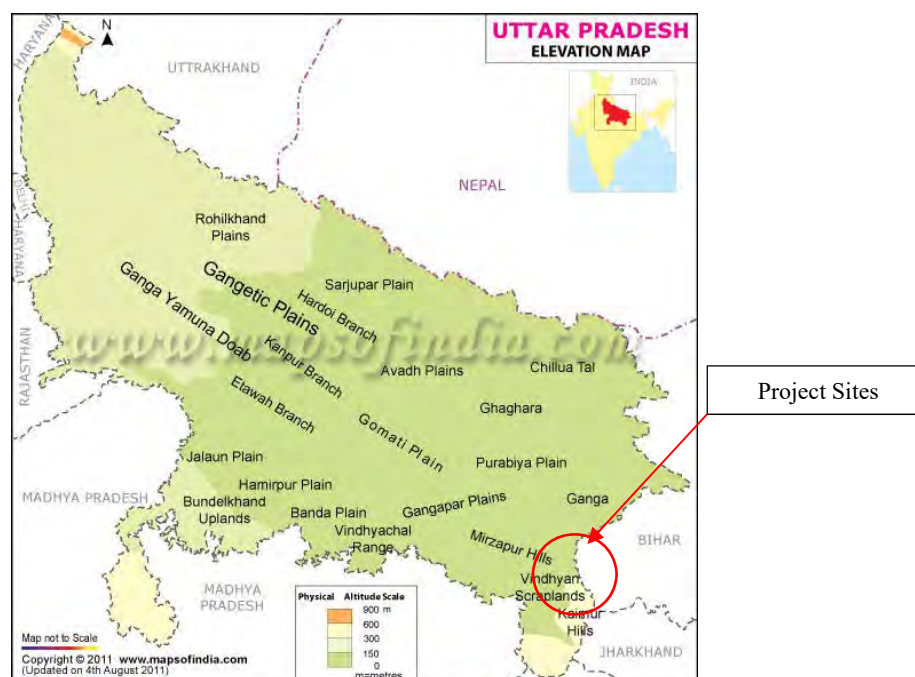 UTTAR PRADESH
ELEVATION MAP
N
HARYANA
UTTRAKHAND
INDIA
NEPAL
DELHI
HARYANA
Rohilkhand
Plains
Gangetic Plains
Sarjupar Plain
Hardoi Branch
Ganga Yamuna Doab
www.mapsofindia.com
RAJASTHAN
Kanpur Branch
Avadh Plains
Chillua Tal
Project Sites
Etawah Branch
Ghaghara
Gomati Plain
Jalaun Plain
Purabiya Plain
Hamirpur Plain
MADHYA PRADESH
Bundelkhand
Uplands
Banda Plain
Gangapar Plains
Ganga
Vindhyachal
Range
Mirzapur Hills
BIHAR
Vindhyan
Scraplands
MADHYA
PRADESH
Kaimur
Hills
JHARKHAND
Physical Altitude Scale
900 m
600
300
150
0
m=metres
Map not to Scale
Copyright © 2011 www.mapsofindia.com
(Updated on 4th August 2011)